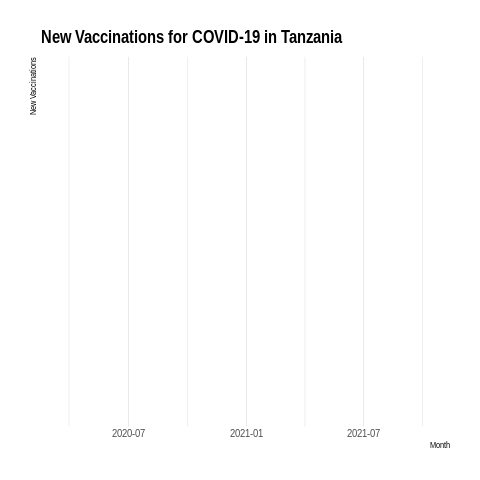 New Vaccinations for COVID-19 in Tanzania
New Vaccinations
2020-07
2021-01
2021-07
Month